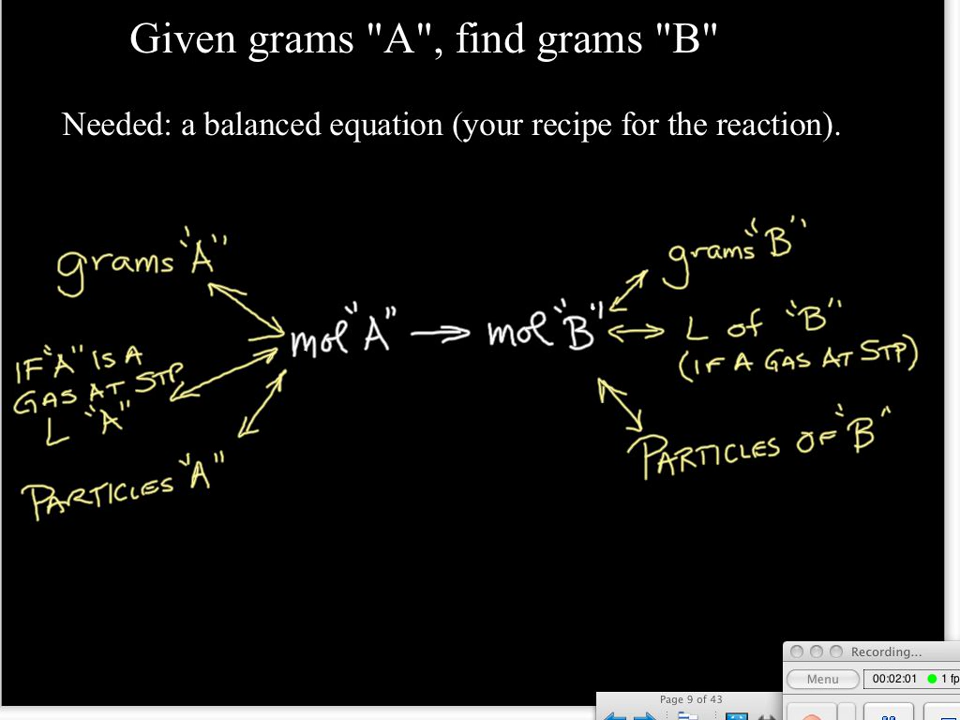 Given grams "A", find grams "B"
Needed: a balanced equation (your recipe for the reaction).
grams "A"
IF "A" IS A
GAS AT STP
L "A"
PARTICLES "A"
mol "A" → mol "B"
grams "B"
L of "B"
(IF A GAS AT STP)
PARTICLES OF "B"
Recording...
Menu
00:02:01
1 fp
Page 9 of 43